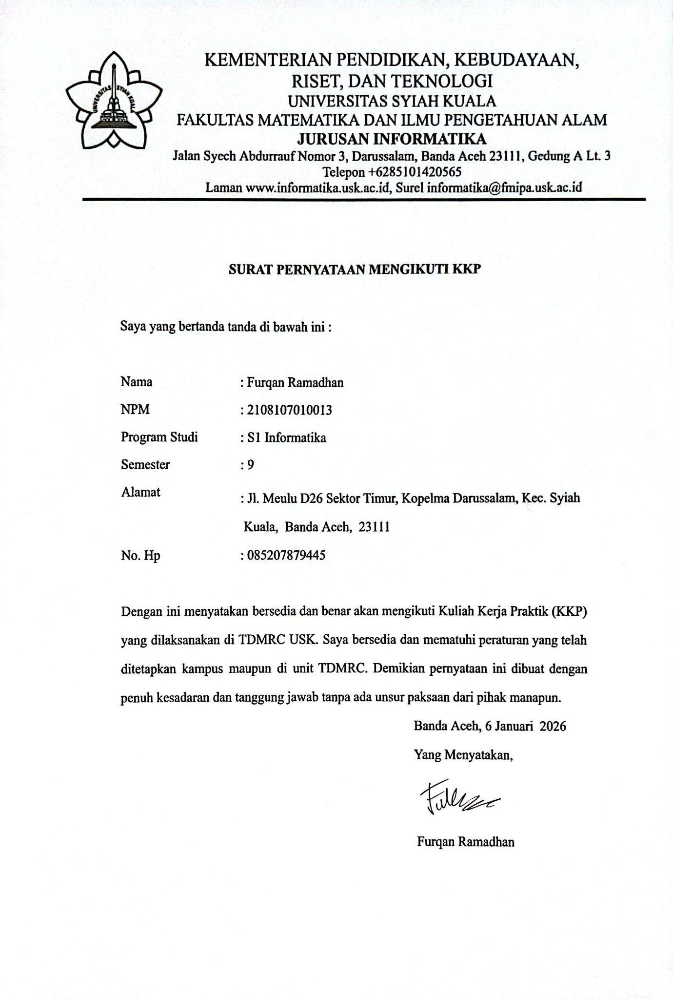 UNIVERSITAS SYIAH KUALA
KEMENTERIAN PENDIDIKAN, KEBUDAYAAN,
RISET, DAN TEKNOLOGI
UNIVERSITAS SYIAH KUALA
FAKULTAS MATEMATIKA DAN ILMU PENGETAHUAN ALAM
JURUSAN INFORMATIKA
Jalan Syech Abdurrauf Nomor 3, Darussalam, Banda Aceh 23111, Gedung A Lt. 3
Telepon +6285101420565
Laman www.informatika.usk.ac.id, Surel informatika@fmipa.usk.ac.id
SURAT PERNYATAAN MENGIKUTI KKP
Saya yang bertanda tanda di bawah ini :
Nama : Furqan Ramadhan
NPM : 2108107010013
Program Studi : S1 Informatika
Semester : 9
Alamat : Jl. Meulu D26 Sektor Timur, Kopelma Darussalam, Kec. Syiah
Kuala, Banda Aceh, 23111
No. Hp : 085207879445
Dengan ini menyatakan bersedia dan benar akan mengikuti Kuliah Kerja Praktik (KKP)
yang dilaksanakan di TDMRC USK. Saya bersedia dan mematuhi peraturan yang telah
ditetapkan kampus maupun di unit TDMRC. Demikian pernyataan ini dibuat dengan
penuh kesadaran dan tanggung jawab tanpa ada unsur paksaan dari pihak manapun.
Banda Aceh, 6 Januari 2026
Yang Menyatakan,
Furqan Ramadhan